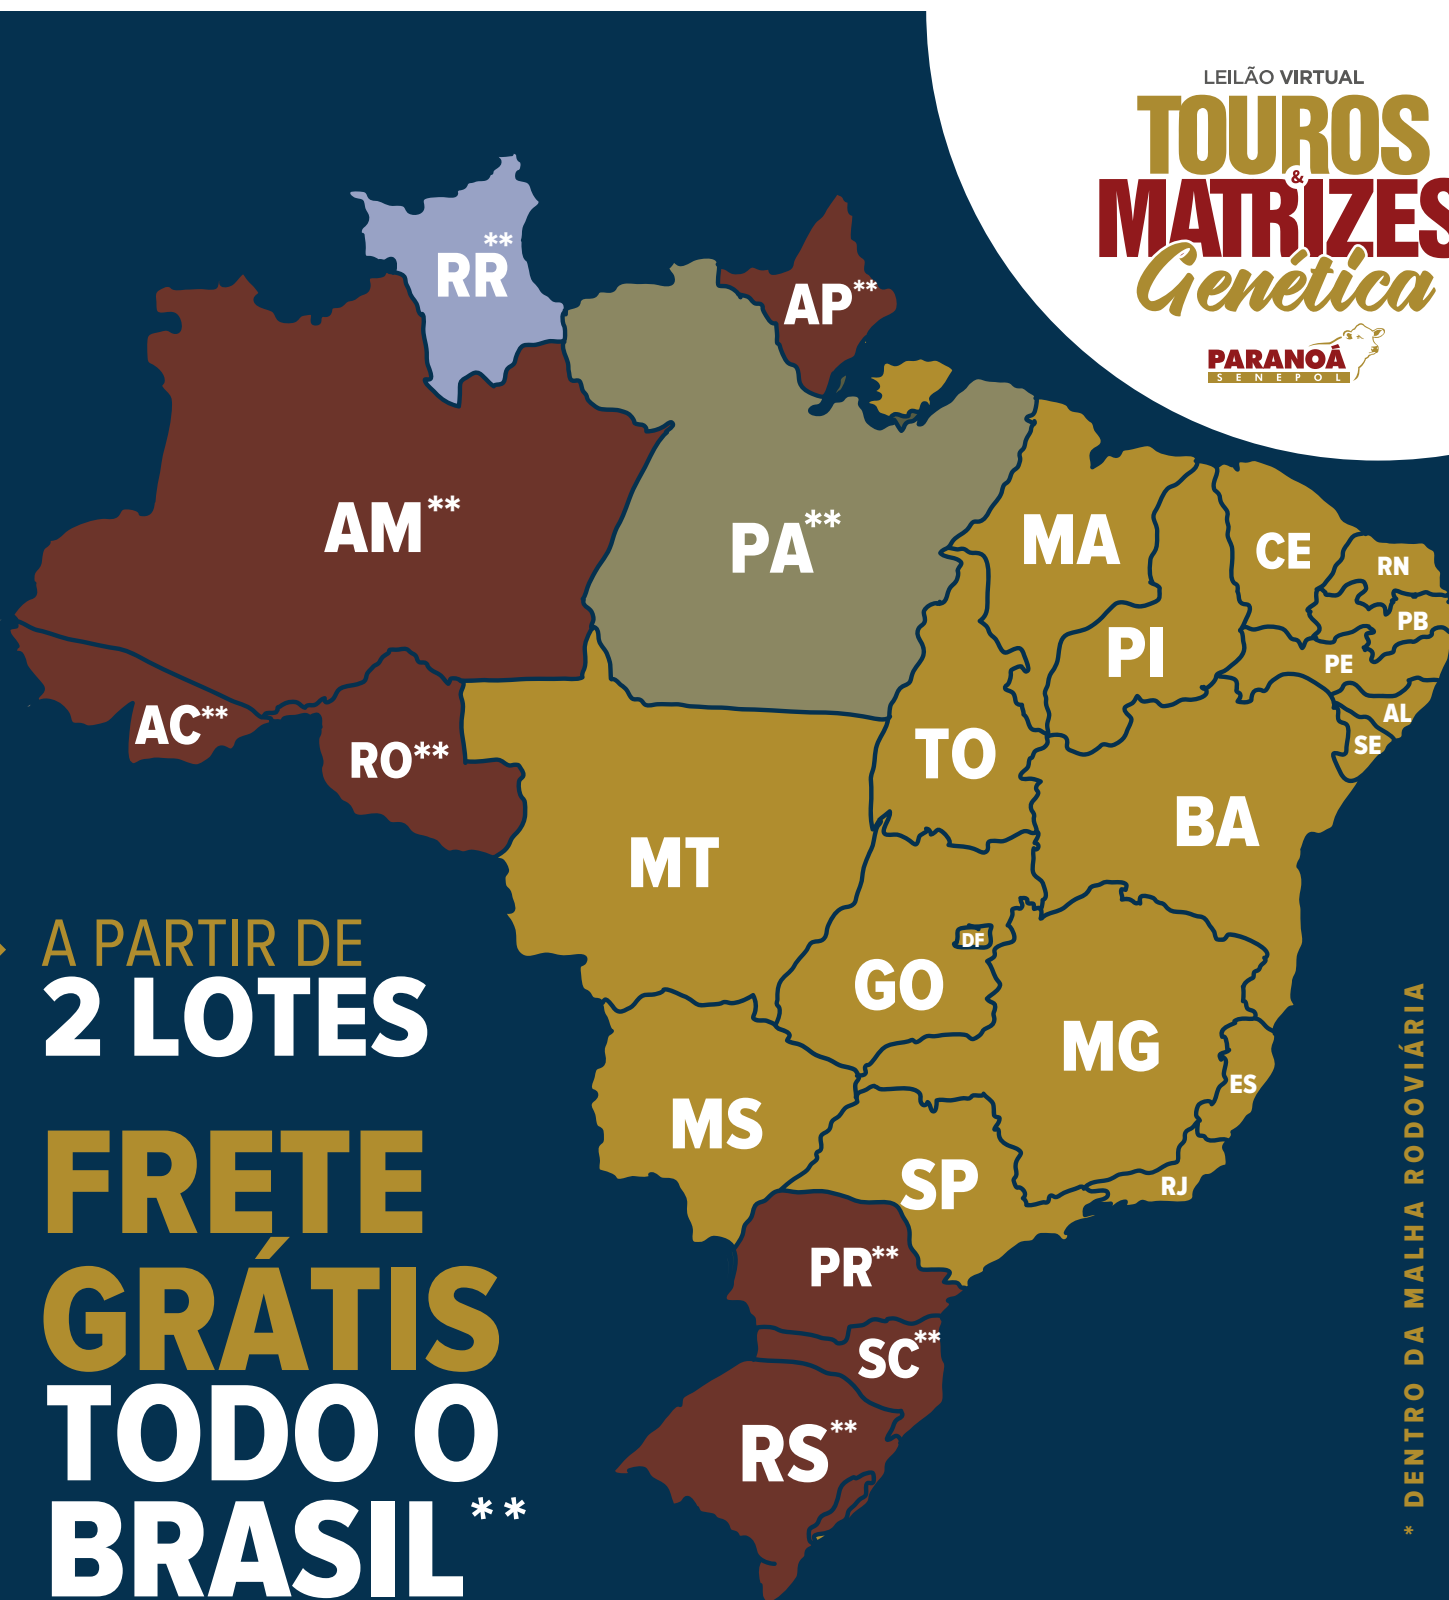 LEILÃO VIRTUAL
TOUROS
&
MATRIZES
Genética
PARANOÁ
SENEPOL
RR**
AP**
AM**
PA**
MA
CE
RN
PB
PI
PE
AL
SE
AC**
RO**
TO
BA
MT
DF
GO
MG
ES
MS
SP
RJ
PR**
SC**
RS**
A PARTIR DE
2 LOTES
FRETE
GRÁTIS
TODO O
BRASIL**
* DENTRO DA MALHA RODOVIÁRIA